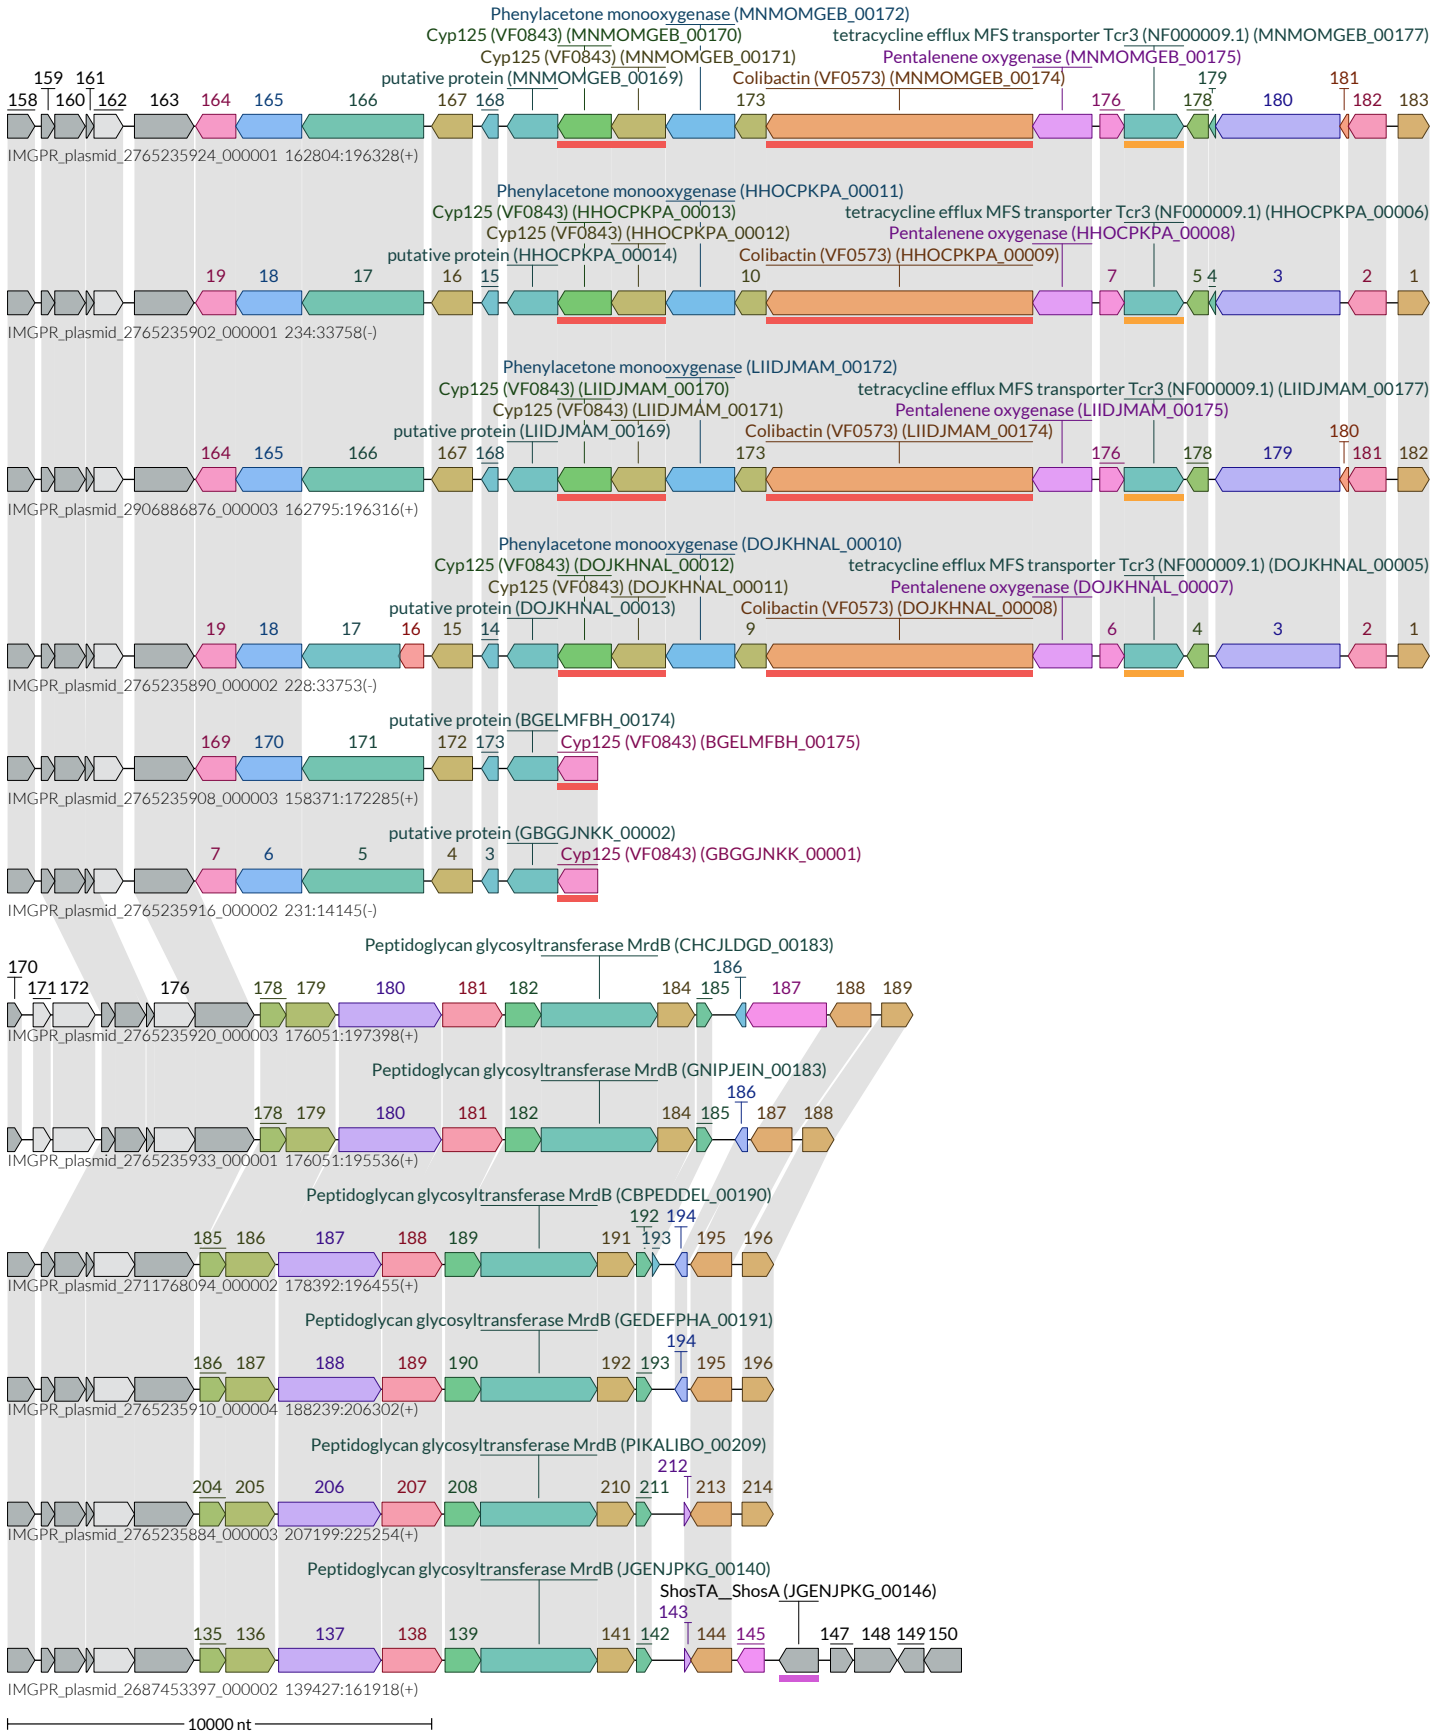 Phenylacetone monooxygenase (MNMOMGEB_00172)
Cyp125 (VF0843) (MNMOMGEB_00170) tetracycline efflux MFS transporter Tcr3 (NF000009.1) (MNMOMGEB_00177)
Cyp125 (VF0843) (MNMOMGEB_00171) Pentalenene oxygenase (MNMOMGEB_00175)
159 161 putative protein (MNMOMGEB_00169) Colibactin (VF0573) (MNMOMGEB_00174) 179 181
158 160 162 163 164 165 166 167 168 173 176 178 180 182 183
IMGPR_plasmid_2765235924_000001 162804:196328(+)
Phenylacetone monooxygenase (HHOCPKPA_00011)
Cyp125 (VF0843) (HHOCPKPA_00013) tetracycline efflux MFS transporter Tcr3 (NF000009.1) (HHOCPKPA_00006)
Cyp125 (VF0843) (HHOCPKPA_00012) Pentalenene oxygenase (HHOCPKPA_00008)
putative protein (HHOCPKPA_00014) Colibactin (VF0573) (HHOCPKPA_00009)
19 18 17 16 15 10 7 5 4 3 2 1
IMGPR_plasmid_2765235902_000001 234:33758(-)
Phenylacetone monooxygenase (LIIDJMAM_00172)
Cyp125 (VF0843) (LIIDJMAM_00170) tetracycline efflux MFS transporter Tcr3 (NF000009.1) (LIIDJMAM_00177)
Cyp125 (VF0843) (LIIDJMAM_00171) Pentalenene oxygenase (LIIDJMAM_00175)
putative protein (LIIDJMAM_00169) Colibactin (VF0573) (LIIDJMAM_00174) 180
164 165 166 167 168 173 176 178 179 181 182
IMGPR_plasmid_2906886876_000003 162795:196316(+)
Phenylacetone monooxygenase (DOJKHNAL_00010)
Cyp125 (VF0843) (DOJKHNAL_00012) tetracycline efflux MFS transporter Tcr3 (NF000009.1) (DOJKHNAL_00005)
Cyp125 (VF0843) (DOJKHNAL_00011) Pentalenene oxygenase (DOJKHNAL_00007)
putative protein (DOJKHNAL_00013) Colibactin (VF0573) (DOJKHNAL_00008)
19 18 17 16 15 14 9 6 4 3 2 1
IMGPR_plasmid_2765235890_000002 228:33753(-)
putative protein (BGELMFBH_00174)
169 170 171 172 173 Cyp125 (VF0843) (BGELMFBH_00175)
IMGPR_plasmid_2765235908_000003 158371:172285(+)
putative protein (GBGGJNKK_00002)
7 6 5 4 3 Cyp125 (VF0843) (GBGGJNKK_00001)
IMGPR_plasmid_2765235916_000002 231:14145(-)
Peptidoglycan glycosyltransferase MrdB (CHCJLDGD_00183)
170 186
171 172 176 178 179 180 181 182 184 185 187 188 189
IMGPR_plasmid_2765235920_000003 176051:197398(+)
Peptidoglycan glycosyltransferase MrdB (GNIPJEIN_00183)
186
178 179 180 181 182 184 185 187 188
IMGPR_plasmid_2765235933_000001 176051:195536(+)
Peptidoglycan glycosyltransferase MrdB (CBPEDDEL_00190)
192 194
185 186 187 188 189 191 193 195 196
IMGPR_plasmid_2711768094_000002 178392:196455(+)
Peptidoglycan glycosyltransferase MrdB (GEDEFPHA_00191)
194
186 187 188 189 190 192 193 195 196
IMGPR_plasmid_2765235910_000004 188239:206302(+)
Peptidoglycan glycosyltransferase MrdB (PIKALIBO_00209)
212
204 205 206 207 208 210 211 213 214
IMGPR_plasmid_2765235884_000003 207199:225254(+)
Peptidoglycan glycosyltransferase MrdB (JGENJPKG_00140)
ShosTA__ShosA (JGENJPKG_00146)
143
135 136 137 138 139 141 142 144 145 147 148 149 150
IMGPR_plasmid_2687453397_000002 139427:161918(+)
10000 nt